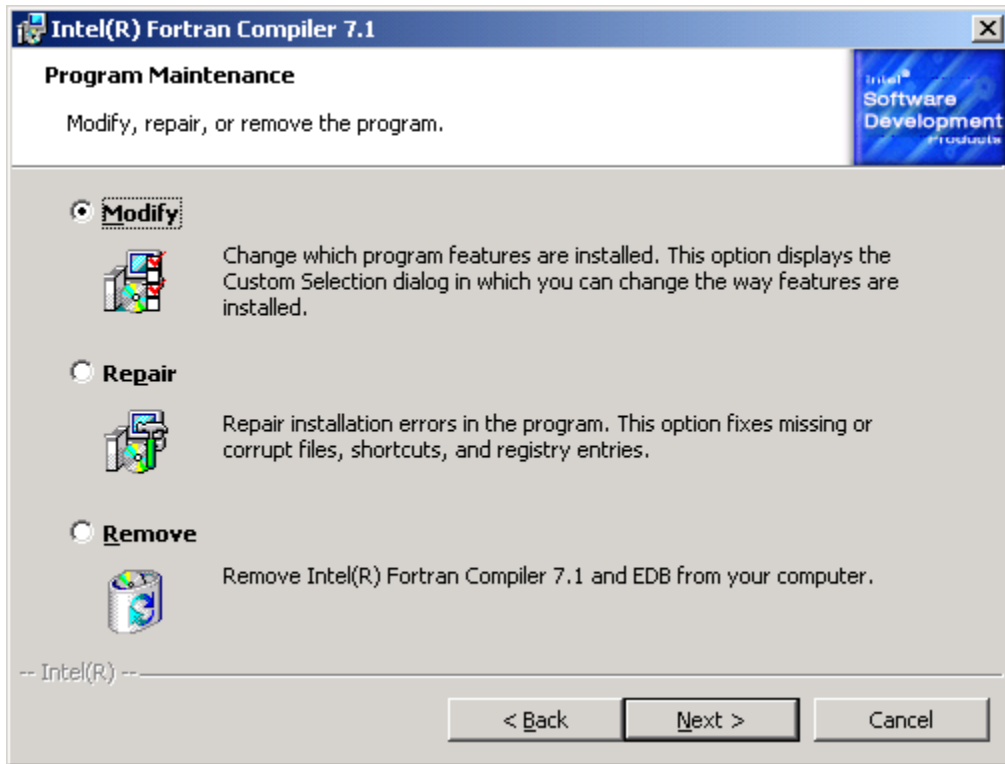 Intel(R) Fortran Compiler 7.1
Program Maintenance
Modify, repair, or remove the program.
intel®
Software
Development
Products
Modify
Change which program features are installed. This option displays the
Custom Selection dialog in which you can change the way features are
installed.
Repair
Repair installation errors in the program. This option fixes missing or
corrupt files, shortcuts, and registry entries.
Remove
Remove Intel(R) Fortran Compiler 7.1 and EDB from your computer.
-- Intel(R) --
< Back
Next >
Cancel